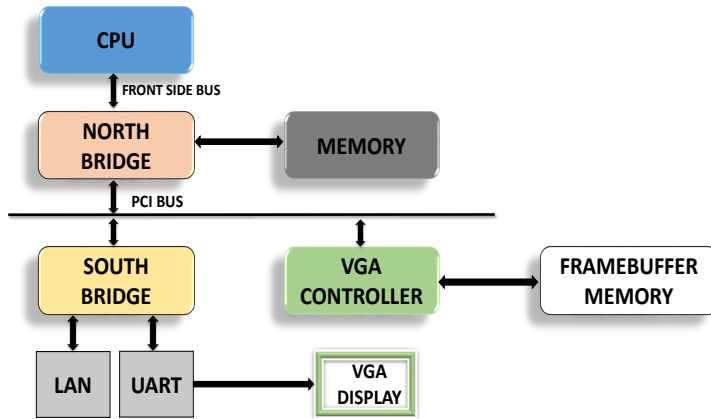 CPU
FRONT SIDE BUS
NORTH
BRIDGE
MEMORY
PCI BUS
SOUTH
BRIDGE
VGA
CONTROLLER
FRAMEBUFFER
MEMORY
LAN
UART
VGA
DISPLAY